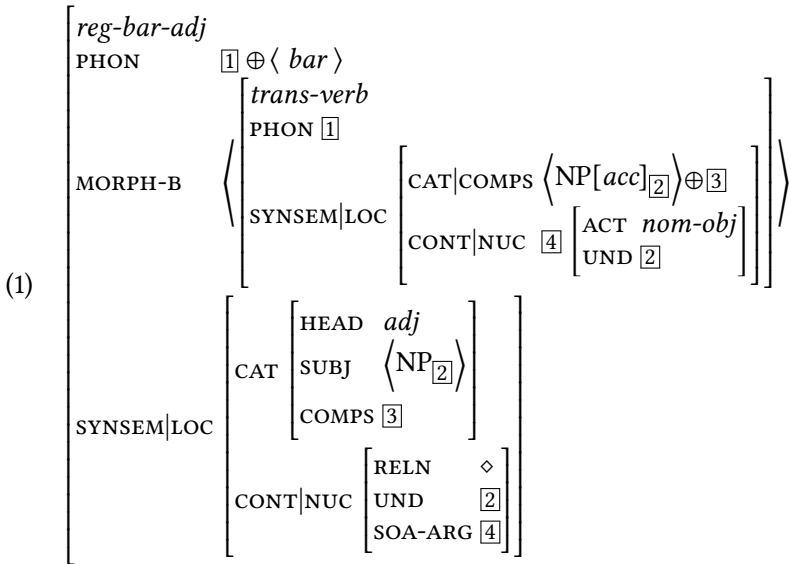 reg-bar-adj
PHON 1 ⊕ ⟨ bar ⟩
trans-verb
PHON 1
MORPH-B
CAT|COMPS ⟨NP[acc]2⟩ ⊕ 3
SYNSEM|LOC
CONT|NUC 4 ACT nom-obj
UND 2
(1)
HEAD adj
CAT SUBJ ⟨NP2⟩
COMPS 3
SYNSEM|LOC
RELN ◇
CONT|NUC UND 2
SOA-ARG 4